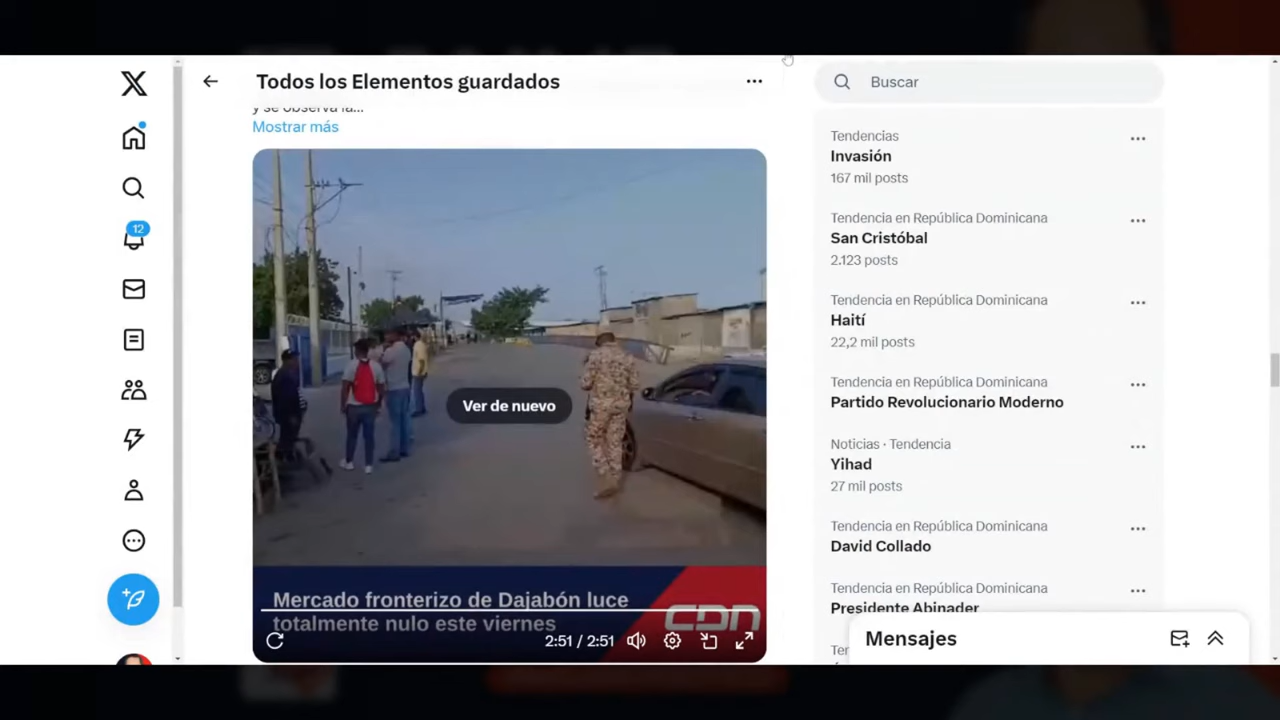 Todos los Elementos guardados
y se observa la...
Mostrar más
Ver de nuevo
Mercado fronterizo de Dajabón luce
totalmente nulo este viernes
CDN
2:51 / 2:51
12
Buscar
Tendencias
Invasión
167 mil posts
Tendencia en República Dominicana
San Cristóbal
2.123 posts
Tendencia en República Dominicana
Haití
22,2 mil posts
Tendencia en República Dominicana
Partido Revolucionario Moderno
Noticias · Tendencia
Yihad
27 mil posts
Tendencia en República Dominicana
David Collado
Tendencia en República Dominicana
Presidente Abinader
Mensajes